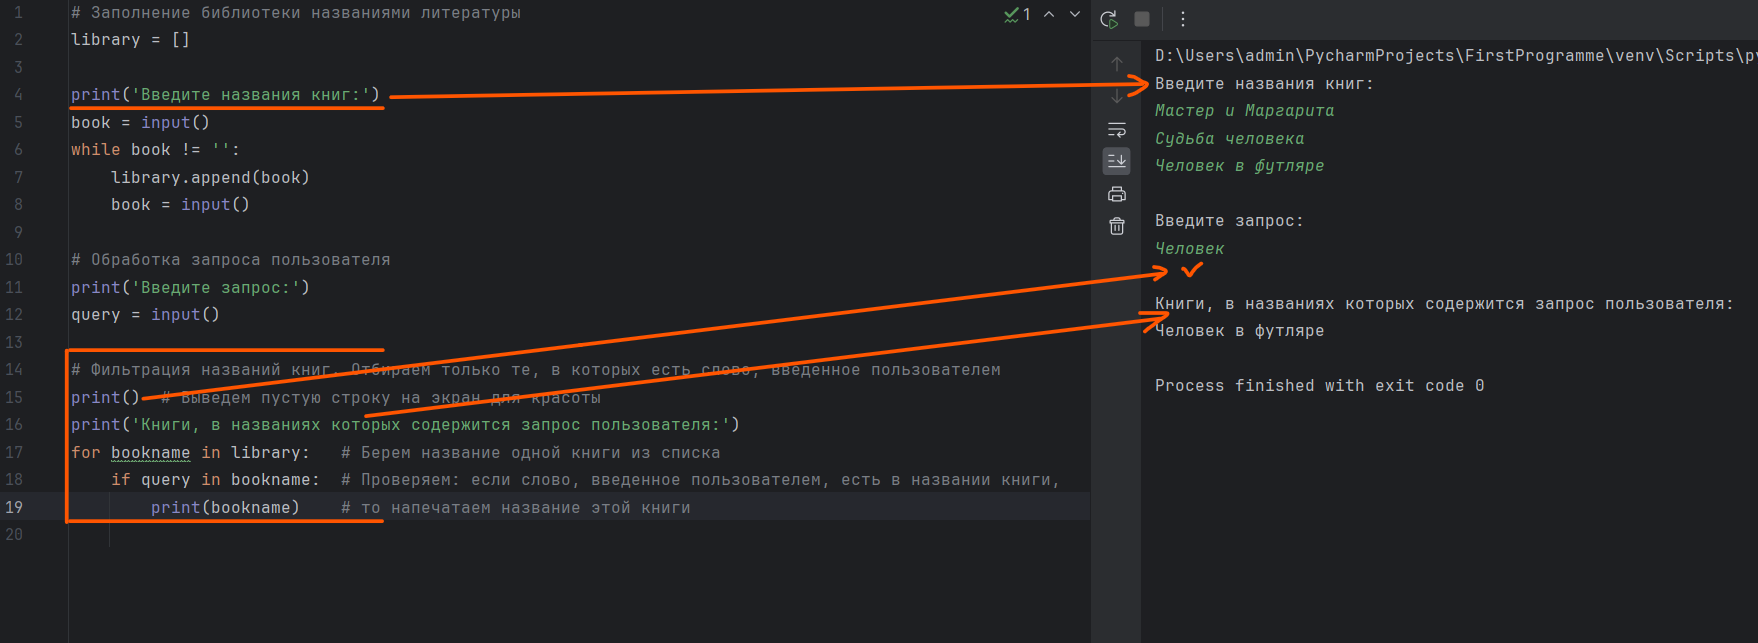 1 # Заполнение библиотеки названиями литературы
2 library = []
3
4 print('Введите названия книг:')
5 book = input()
6 while book != '':
7     library.append(book)
8     book = input()
9
10 # Обработка запроса пользователя
11 print('Введите запрос:')
12 query = input()
13
14 # Фильтрация названий книг. Отбираем только те, в которых есть слово, введенное пользователем
15 print()  # Выведем пустую строку на экран для красоты
16 print('Книги, в названиях которых содержится запрос пользователя:')
17 for bookname in library:   # Берем название одной книги из списка
18     if query in bookname:  # Проверяем: если слово, введенное пользователем, есть в названии книги,
19         print(bookname)    # то напечатаем название этой книги
20
1
D:\Users\admin\PycharmProjects\FirstProgramme\venv\Scripts\
Введите названия книг:
Мастер и Маргарита
Судьба человека
Человек в футляре
Введите запрос:
Человек
Книги, в названиях которых содержится запрос пользователя:
Человек в футляре
Process finished with exit code 0